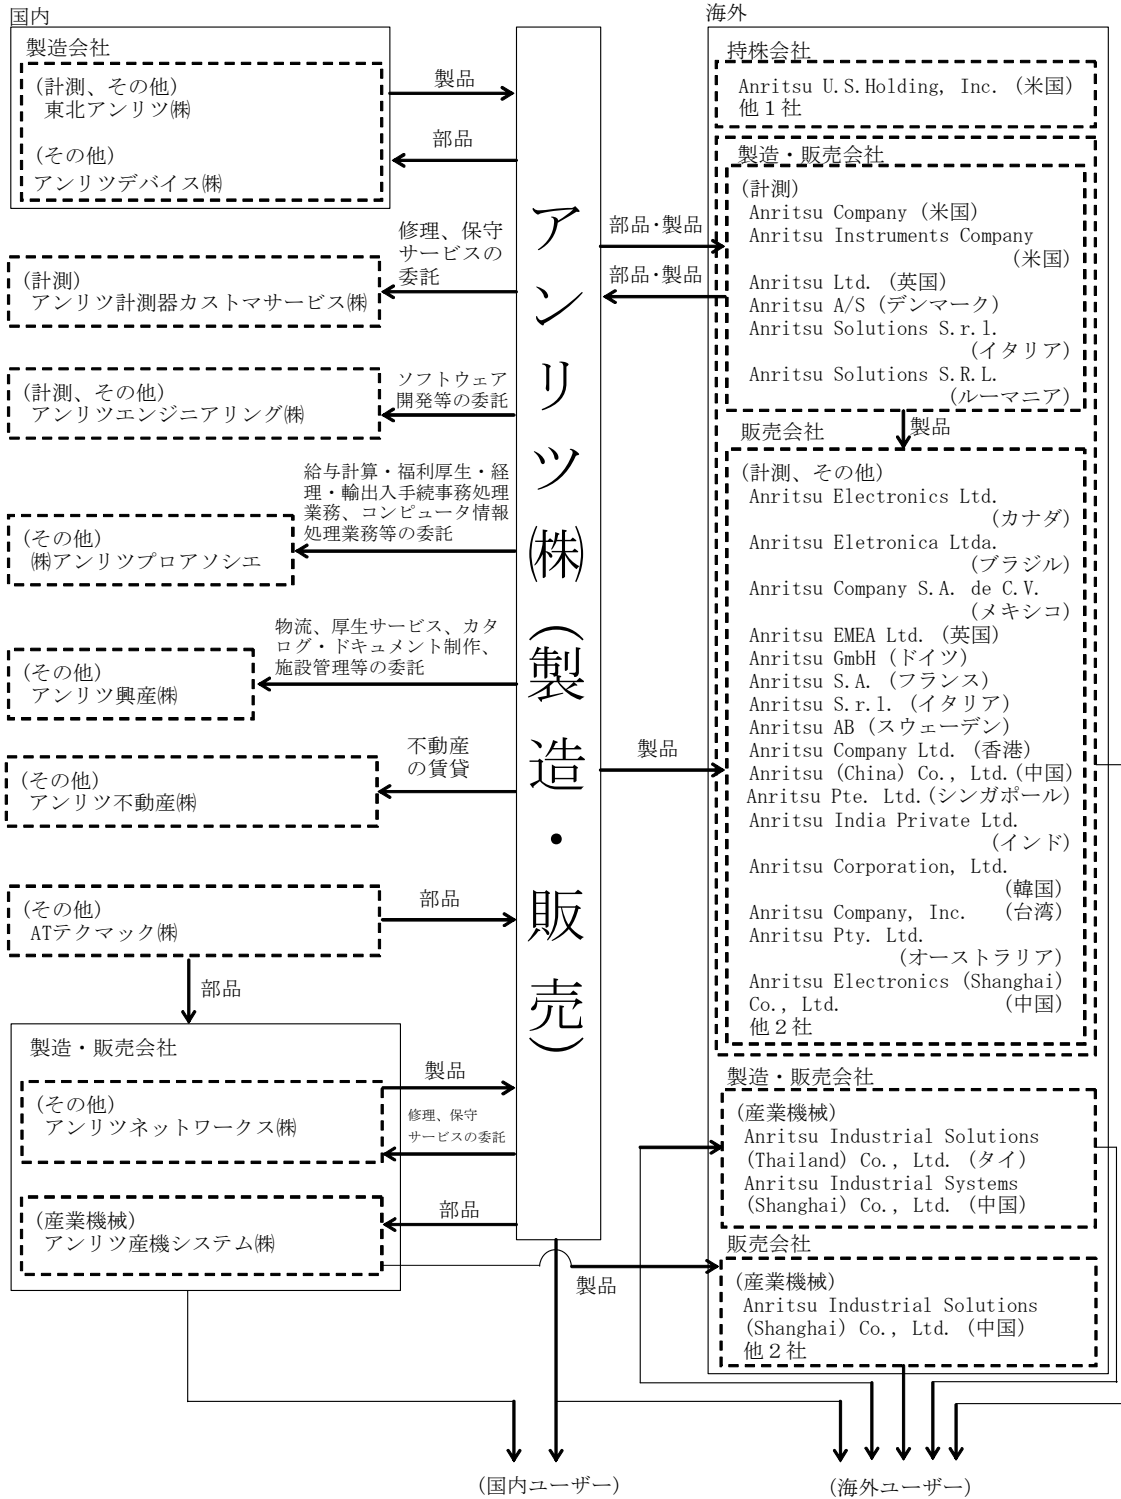 国内
製造会社
(計測、その他)
東北アンリツ㈱
(その他)
アンリツデバイス㈱
製品
部品
(計測)
アンリツ計測器カストマサービス㈱
修理、保守
サービスの
委託
(計測、その他)
アンリツエンジニアリング㈱
ソフトウェア
開発等の委託
(その他)
㈱アンリツプロアソシエ
給与計算・福利厚生・経
理・輸出入手続事務処理
業務、コンピュータ情報
処理業務等の委託
(その他)
アンリツ興産㈱
物流、厚生サービス、カタ
ログ・ドキュメント制作、
施設管理等の委託
(その他)
アンリツ不動産㈱
不動産
の賃貸
(その他)
ATテクマック㈱
部品
部品
製造・販売会社
(その他)
アンリツネットワークス㈱
製品
修理、保守
サービスの委託
(産業機械)
アンリツ産機システム㈱
部品
アンリツ㈱(製造・販売)
部品・製品
部品・製品
製品
製品
海外
持株会社
Anritsu U.S.Holding, Inc. (米国)
他１社
製造・販売会社
(計測)
Anritsu Company (米国)
Anritsu Instruments Company
(米国)
Anritsu Ltd. (英国)
Anritsu A/S (デンマーク)
Anritsu Solutions S.r.l.
(イタリア)
Anritsu Solutions S.R.L.
(ルーマニア)
製品
販売会社
(計測、その他)
Anritsu Electronics Ltd.
(カナダ)
Anritsu Eletronica Ltda.
(ブラジル)
Anritsu Company S.A. de C.V.
(メキシコ)
Anritsu EMEA Ltd. (英国)
Anritsu GmbH (ドイツ)
Anritsu S.A. (フランス)
Anritsu S.r.l. (イタリア)
Anritsu AB (スウェーデン)
Anritsu Company Ltd. (香港)
Anritsu (China) Co., Ltd.(中国)
Anritsu Pte. Ltd.(シンガポール)
Anritsu India Private Ltd.
(インド)
Anritsu Corporation, Ltd.
(韓国)
Anritsu Company, Inc. (台湾)
Anritsu Pty. Ltd.
(オーストラリア)
Anritsu Electronics (Shanghai)
Co., Ltd. (中国)
他２社
製造・販売会社
(産業機械)
Anritsu Industrial Solutions
(Thailand) Co., Ltd. (タイ)
Anritsu Industrial Systems
(Shanghai) Co., Ltd. (中国)
販売会社
(産業機械)
Anritsu Industrial Solutions
(Shanghai) Co., Ltd. (中国)
他２社
(国内ユーザー)
(海外ユーザー)